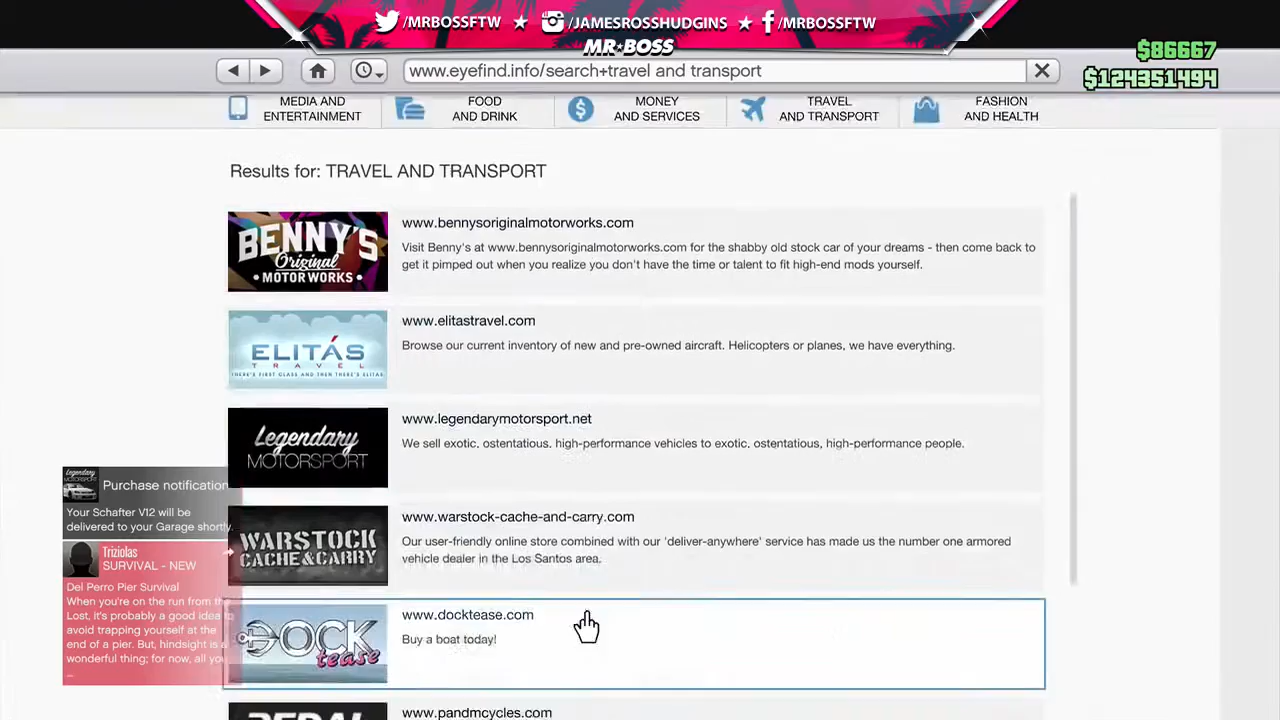 /MRBOSSFTW ★ /JAMESROSSHUDGINS ★ /MRBOSSFTW
MR★BOSS
$86667
$124351494
www.eyefind.info/search+travel and transport
MEDIA AND
ENTERTAINMENT
FOOD
AND DRINK
MONEY
AND SERVICES
TRAVEL
AND TRANSPORT
FASHION
AND HEALTH
Results for: TRAVEL AND TRANSPORT
BENNY'S
Original
• MOTOR WORKS •
www.bennysoriginalmotorworks.com
Visit Benny's at www.bennysoriginalmotorworks.com for the shabby old stock car of your dreams - then come back to
get it pimped out when you realize you don't have the time or talent to fit high-end mods yourself.
ELITÁS
TRAVEL
THERE'S FIRST CLASS AND THEN THERE'S ELITAS
www.elitastravel.com
Browse our current inventory of new and pre-owned aircraft. Helicopters or planes, we have everything.
Legendary
MOTORSPORT
www.legendarymotorsport.net
We sell exotic, ostentatious, high-performance vehicles to exotic, ostentatious, high-performance people.
WARSTOCK
CACHE & CARRY
www.warstock-cache-and-carry.com
Our user-friendly online store combined with our 'deliver-anywhere' service has made us the number one armored
vehicle dealer in the Los Santos area.
DOCK
tease
www.docktease.com
Buy a boat today!
PEDAL
www.pandmcycles.com
Legendary
MOTORSPORT
Purchase notification
Your Schafter V12 will be
delivered to your Garage shortly.
Triziolas
SURVIVAL - NEW
Del Perro Pier Survival
When you're on the run from the
Lost, it's probably a good idea to
avoid trapping yourself at the
end of a pier. But, hindsight is a
wonderful thing; for now, all you
...